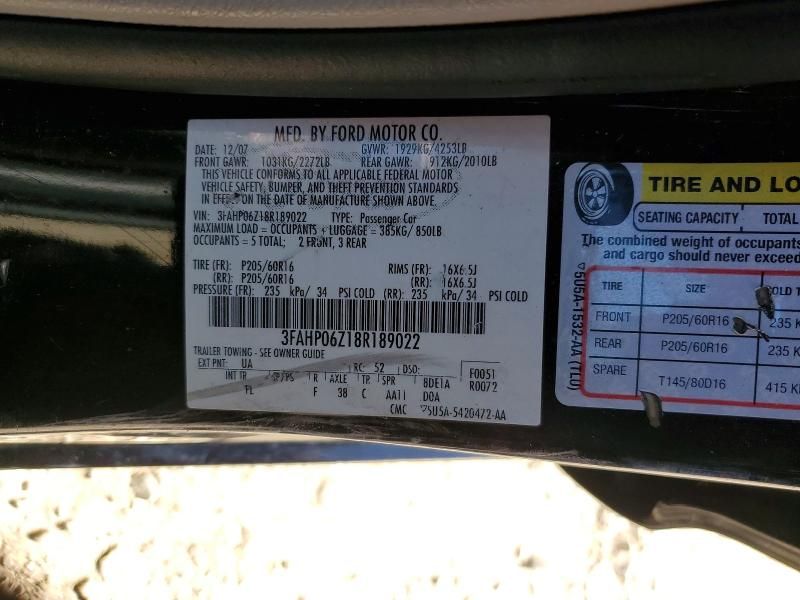 MFD. BY FORD MOTOR CO.
DATE: 12/07 GVWR: 1929KG/4253LB
FRONT GAWR: 1031KG/2272LB REAR GAWR: 912KG/2010LB
THIS VEHICLE CONFORMS TO ALL APPLICABLE FEDERAL MOTOR
VEHICLE SAFETY, BUMPER, AND THEFT PREVENTION STANDARDS
IN EFFECT ON THE DATE OF MANUFACTURE SHOWN ABOVE.
VIN: 3FAHP06Z18R189022 TYPE: Passenger Car
MAXIMUM LOAD = OCCUPANTS + LUGGAGE = 385KG/850LB
OCCUPANTS = 5 TOTAL; 2 FRONT, 3 REAR
TIRE (FR): P205/60R16 RIMS (FR): 16X6.5J
(RR): P205/60R16 (RR): 16X6.5J
PRESSURE (FR): 235 kPa/ 34 PSI COLD (RR): 235 kPa/ 34 PSI COLD
3FAHP06Z18R189022
TRAILER TOWING - SEE OWNER GUIDE
EXT PNT: UA RC: 52 DSO: F0051
INT TR TP/PS R AXLE TR SPR 8DE1A R0072
FL F 38 C AA11 D0A
CMC 5U5A-5420472-AA
TIRE AND LO
SEATING CAPACITY TOTAL
The combined weight of occupants
and cargo should never exceed
TIRE SIZE COLD T
FRONT P205/60R16 235 K
REAR P205/60R16 235 K
SPARE T145/80D16 415 K
5U5A-1532-AA (TLU)